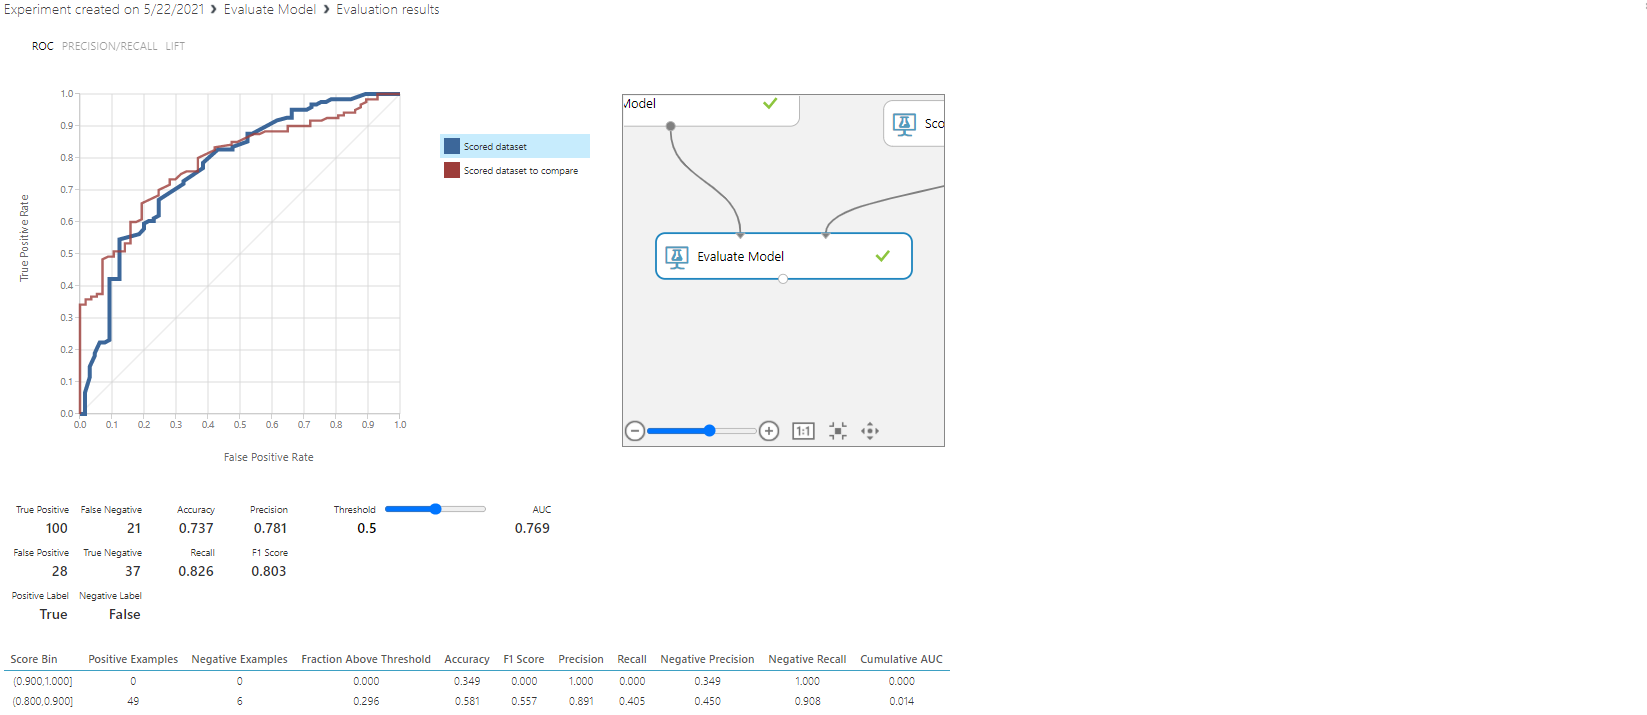 Experiment created on 5/22/2021 › Evaluate Model › Evaluation results
ROC PRECISION/RECALL LIFT
True Positive Rate
1.0
0.9
0.8
0.7
0.6
0.5
0.4
0.3
0.2
0.1
0.0
0.0 0.1 0.2 0.3 0.4 0.5 0.6 0.7 0.8 0.9 1.0
False Positive Rate
Scored dataset
Scored dataset to compare
Model
Sco
Evaluate Model
1:1
True Positive False Negative Accuracy Precision Threshold AUC
100 21 0.737 0.781 0.5 0.769
False Positive True Negative Recall F1 Score
28 37 0.826 0.803
Positive Label Negative Label
True False
Score Bin Positive Examples Negative Examples Fraction Above Threshold Accuracy F1 Score Precision Recall Negative Precision Negative Recall Cumulative AUC
(0.900,1.000] 0 0 0.000 0.349 0.000 1.000 0.000 0.349 1.000 0.000
(0.800,0.900] 49 6 0.296 0.581 0.557 0.891 0.405 0.450 0.908 0.014